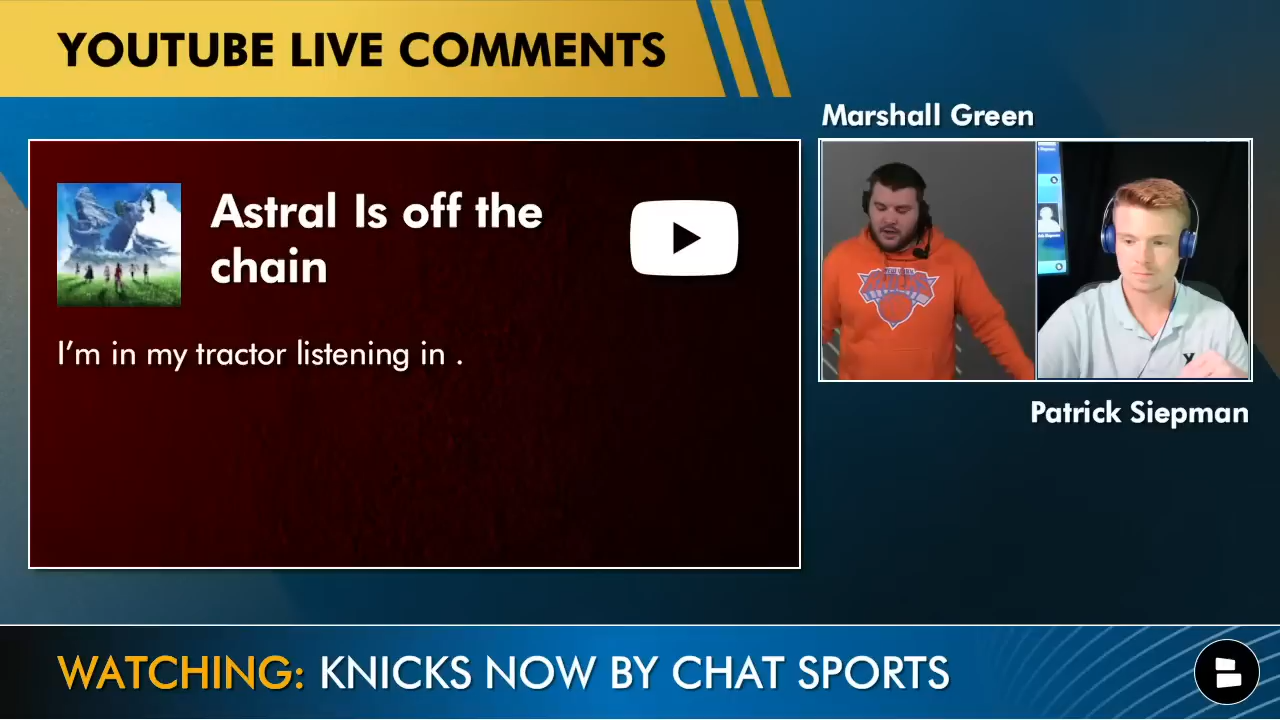 YOUTUBE LIVE COMMENTS
Marshall Green
Astral Is off the
chain
I'm in my tractor listening in .
Patrick Siepman
WATCHING: KNICKS NOW BY CHAT SPORTS